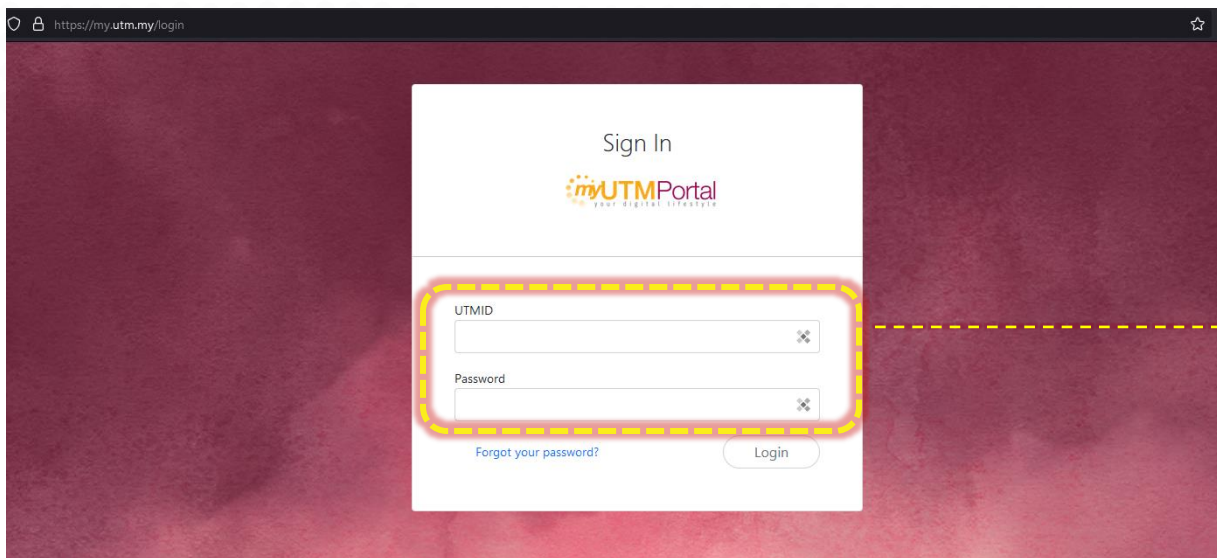 https://my.utm.my/login
Sign In
myUTMPortal
your digital lifestyle
UTMID
Password
Forgot your password?
Login